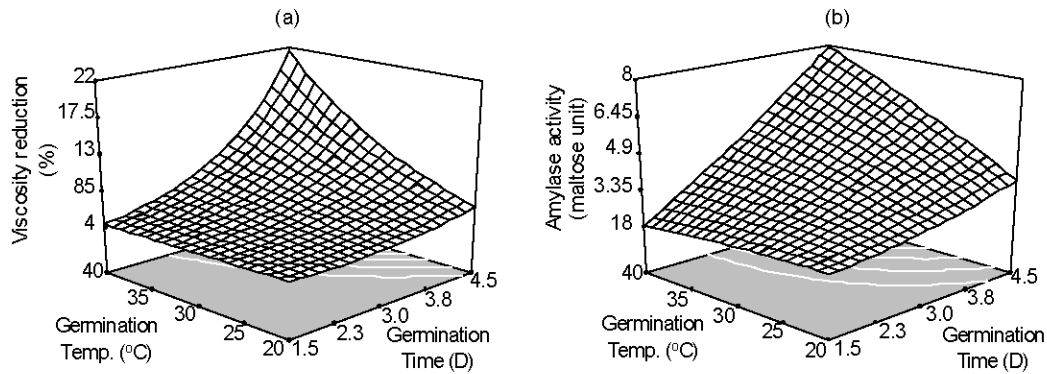 (a)
Viscosity reduction
(%)
22
17.5
13
85
4
40
35
30
25
20
1.5
2.3
3.0
3.8
4.5
Germination
Temp. (°C)
Germination
Time (D)
(b)
Amylase activity
(maltose unit)
8
6.45
4.9
3.35
18
40
35
30
25
20
1.5
2.3
3.0
3.8
4.5
Germination
Temp. (°C)
Germination
Time (D)